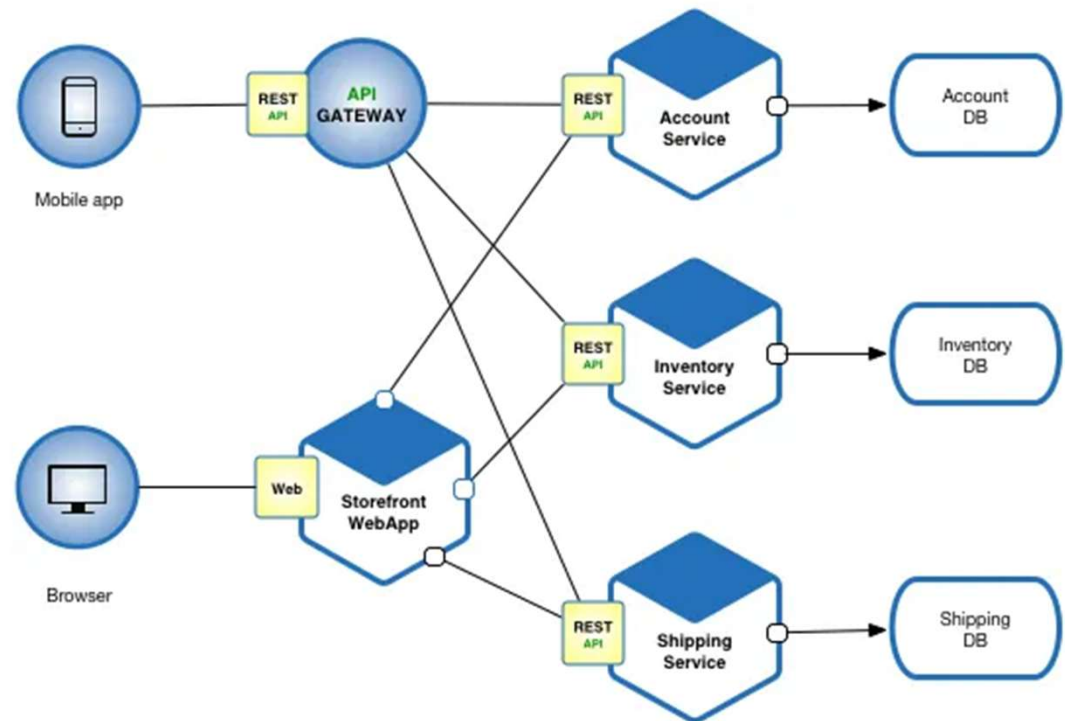 REST
API
API
GATEWAY
REST
API
Account
Service
Account
DB
Mobile app
REST
API
Inventory
Service
Inventory
DB
Web
Storefront
WebApp
Browser
REST
API
Shipping
Service
Shipping
DB